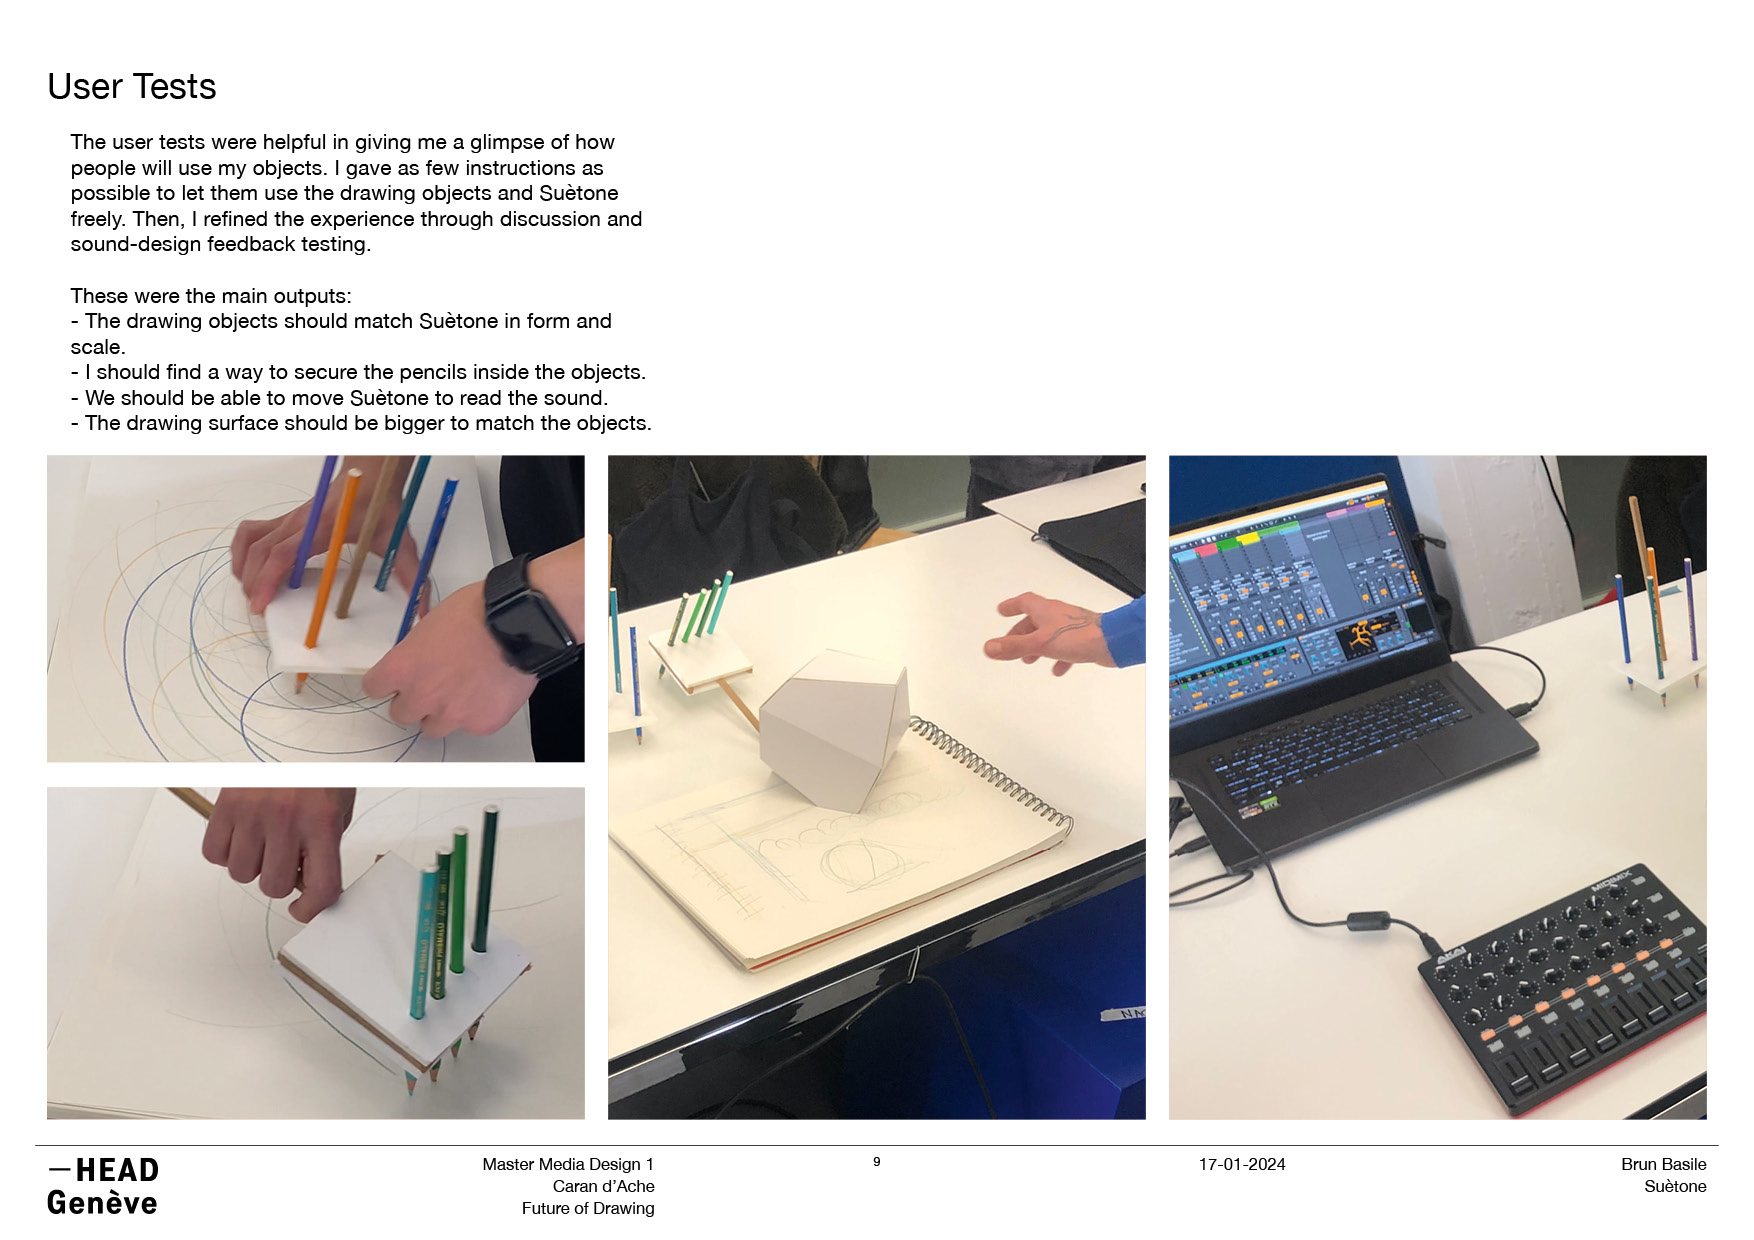 User Tests
The user tests were helpful in giving me a glimpse of how
people will use my objects. I gave as few instructions as
possible to let them use the drawing objects and Suètone
freely. Then, I refined the experience through discussion and
sound-design feedback testing.
These were the main outputs:
- The drawing objects should match Suètone in form and
scale.
- I should find a way to secure the pencils inside the objects.
- We should be able to move Suètone to read the sound.
- The drawing surface should be bigger to match the objects.
AKAI
MIDIMIX
—HEAD
Genève
Master Media Design 1
Caran d’Ache
Future of Drawing
9
17-01-2024
Brun Basile
Suètone